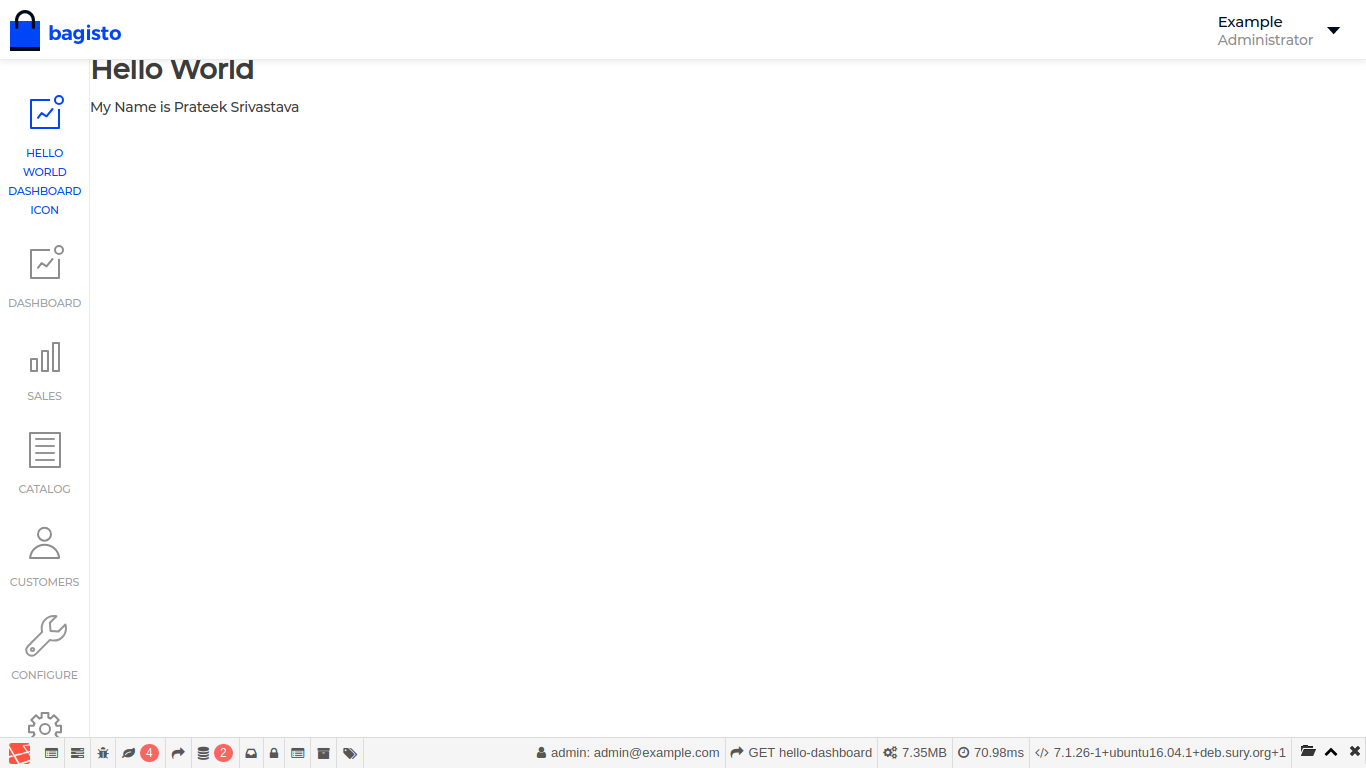 bagisto
Example
Administrator
Hello World
My Name is Prateek Srivastava
HELLO
WORLD
DASHBOARD
ICON
DASHBOARD
SALES
CATALOG
CUSTOMERS
CONFIGURE
4 2 admin: admin@example.com GET hello-dashboard 7.35MB 70.98ms 7.1.26-1+ubuntu16.04.1+deb.sury.org+1